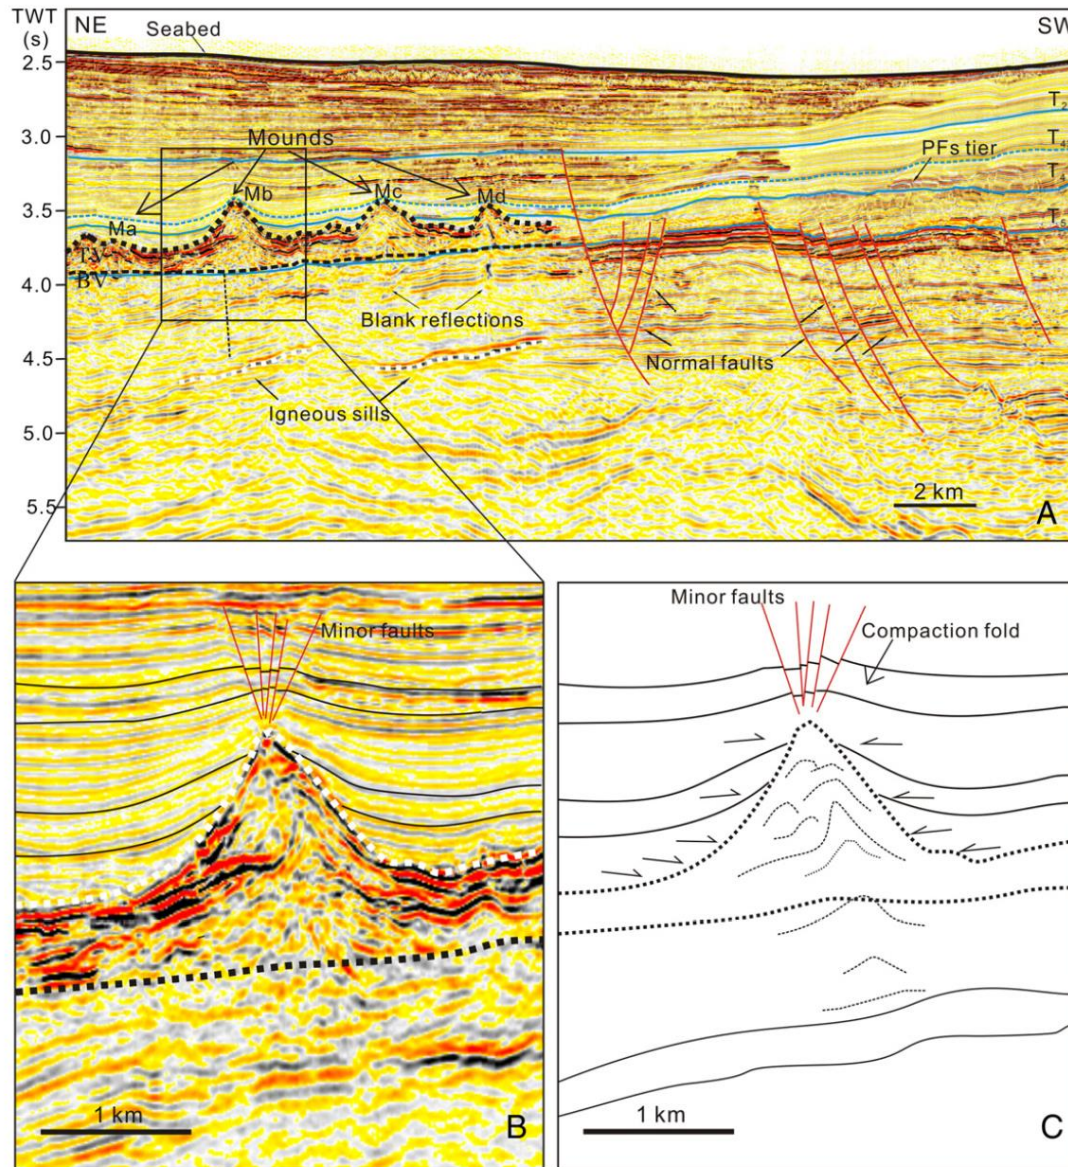 TWT
(s)
NE
Seabed
SW
2.5
3.0
3.5
4.0
4.5
5.0
5.5
T₂
T₄
PFs tier
Mounds
Ma
Mb
Mc
Md
TV
BV
Blank reflections
Normal faults
Igneous sills
2 km
A
Minor faults
1 km
B
Minor faults
Compaction fold
1 km
C